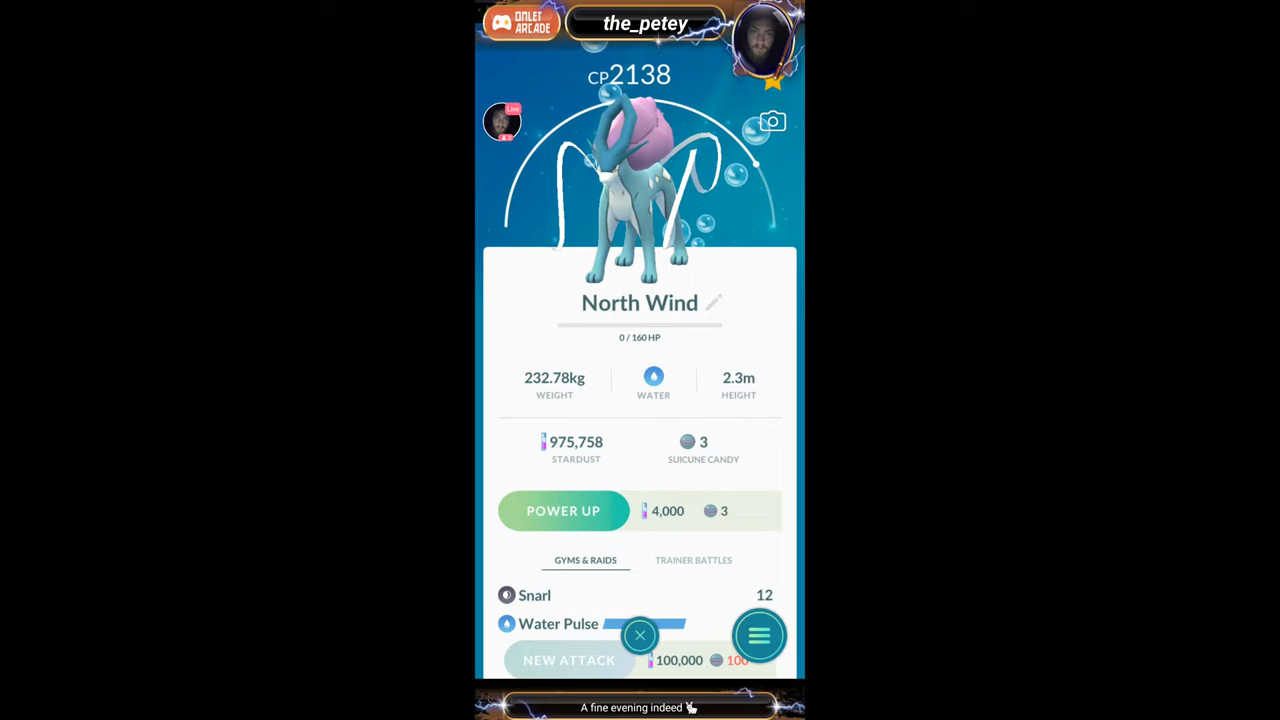 OMLET
ARCADE
the_petey
CP2138
Live
North Wind
0 / 160 HP
232.78kg
WEIGHT
WATER
2.3m
HEIGHT
975,758
STARDUST
3
SUICUNE CANDY
POWER UP
4,000
3
GYMS & RAIDS
TRAINER BATTLES
Snarl
12
Water Pulse
NEW ATTACK
100,000
100
A fine evening indeed 🐇